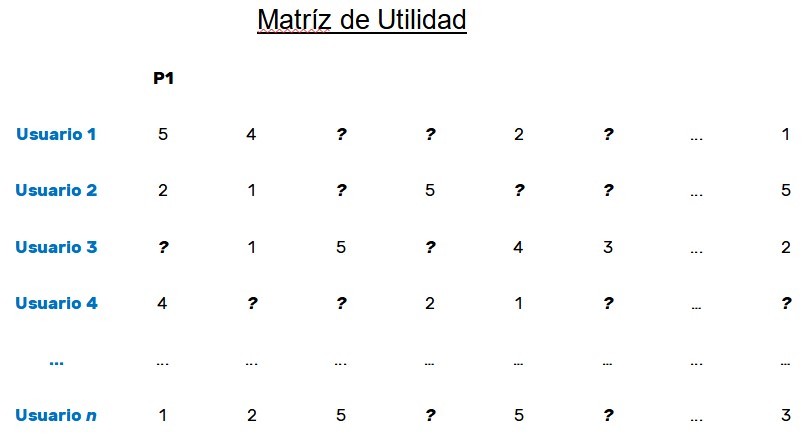 Matríz de Utilidad
P1
Usuario 1 5 4 ? ? 2 ? ... 1
Usuario 2 2 1 ? 5 ? ? ... 5
Usuario 3 ? 1 5 ? 4 3 ... 2
Usuario 4 4 ? ? 2 1 ? ... ?
... ... ... ... ... ... ... ... ...
Usuario n 1 2 5 ? 5 ? ... 3